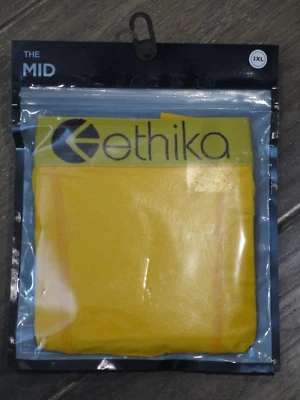 THE
MID
1XL
ethika